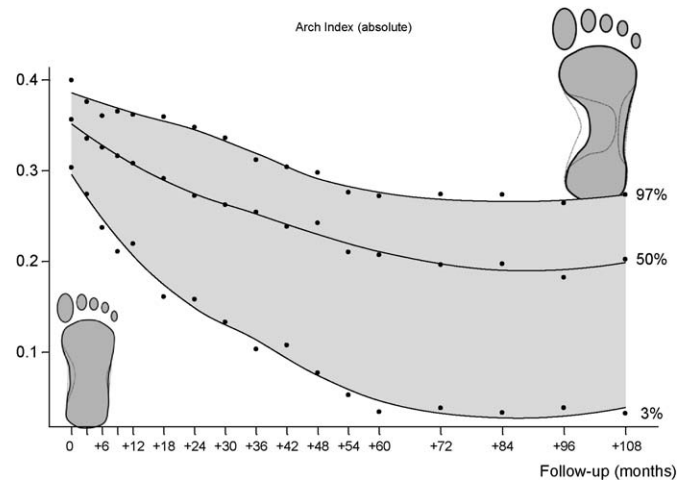 Arch Index (absolute)
0.4
0.3
0.2
0.1
97%
50%
3%
0 +6 +12 +18 +24 +30 +36 +42 +48 +54 +60 +72 +84 +96 +108
Follow-up (months)